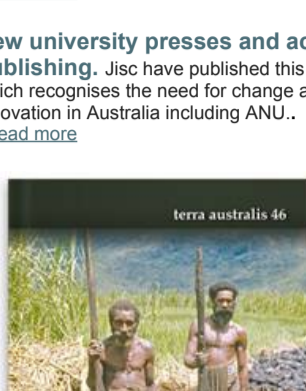 ew university presses and ac
ublishing. Jisc have published this
ich recognises the need for change a
ovation in Australia including ANU..
ead more
terra australis 46